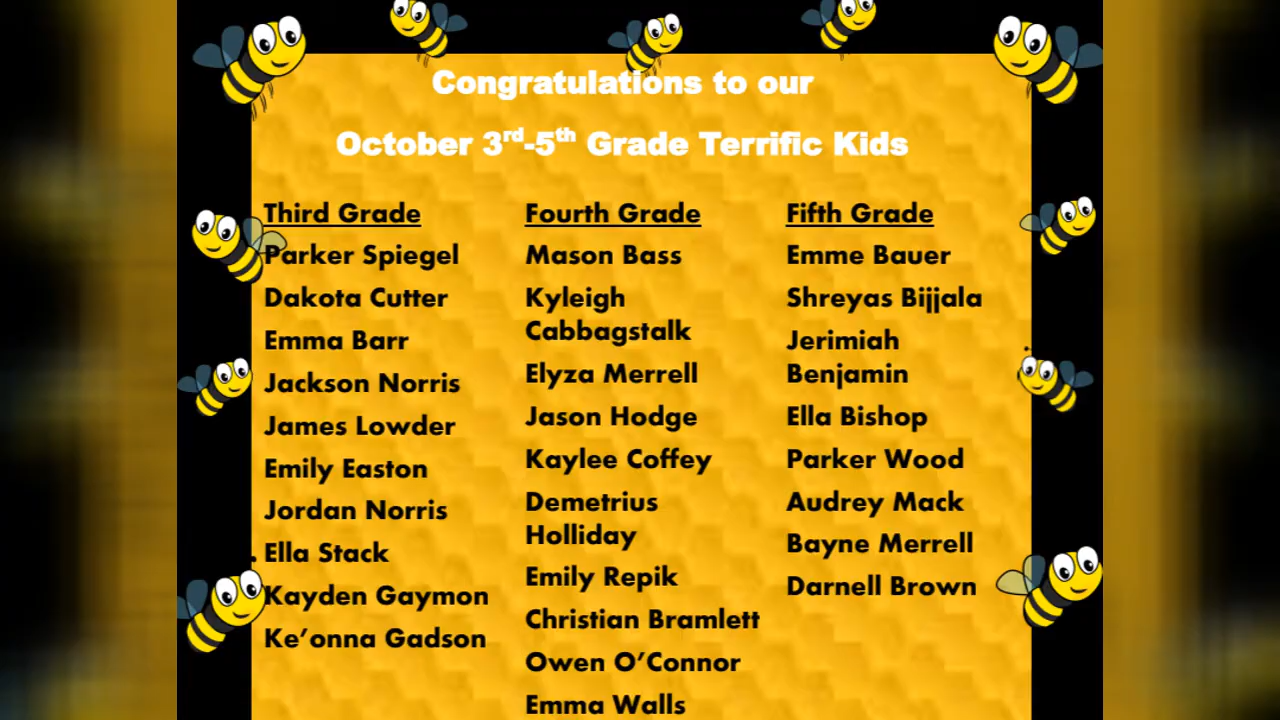 Congratulations to our
October 3rd-5th Grade Terrific Kids
Third Grade
Parker Spiegel
Dakota Cutter
Emma Barr
Jackson Norris
James Lowder
Emily Easton
Jordan Norris
Ella Stack
Kayden Gaymon
Ke’onna Gadson
Fourth Grade
Mason Bass
Kyleigh
Cabbagstalk
Elyza Merrell
Jason Hodge
Kaylee Coffey
Demetrius
Holliday
Emily Repik
Christian Bramlett
Owen O’Connor
Emma Walls
Fifth Grade
Emme Bauer
Shreyas Bijjala
Jerimiah
Benjamin
Ella Bishop
Parker Wood
Audrey Mack
Bayne Merrell
Darnell Brown